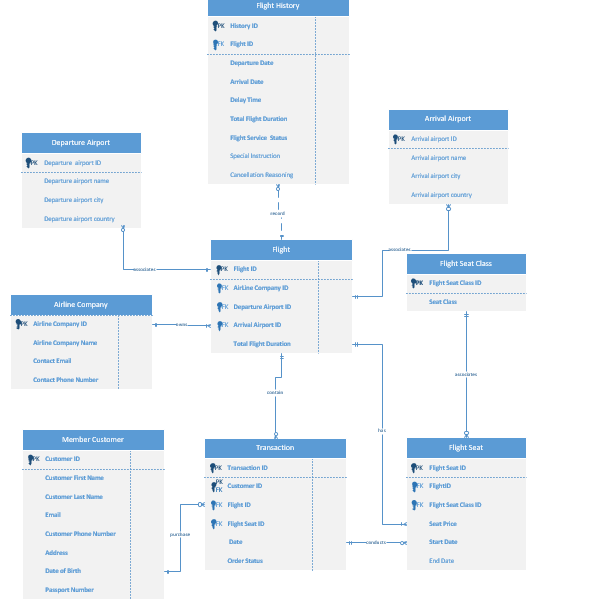 Flight History
PK History ID
FK Flight ID
Departure Date
Arrival Date
Delay Time
Total Flight Duration
Flight Service Status
Special Instruction
Cancellation Reasoning
Arrival Airport
PK Arrival airport ID
Arrival airport name
Arrival airport city
Arrival airport country
Departure Airport
PK Departure airport ID
Departure airport name
Departure airport city
Departure airport country
record
associates
associates
Flight
PK Flight ID
FK AirLine Company ID
FK Departure Airport ID
FK Arrival Airport ID
Total Flight Duration
Flight Seat Class
PK Flight Seat Class ID
Seat Class
Airline Company
PK Airline Company ID
Airline Company Name
Contact Email
Contact Phone Number
owns
contain
associates
has
Member Customer
PK Customer ID
Customer First Name
Customer Last Name
Email
Customer Phone Number
Address
Date of Birth
Passport Number
purchase
Transaction
PK Transaction ID
PK
FK Customer ID
FK Flight ID
FK Flight Seat ID
Date
Order Status
conducts
Flight Seat
PK Flight Seat ID
FK FlightID
FK Flight Seat Class ID
Seat Price
Start Date
End Date